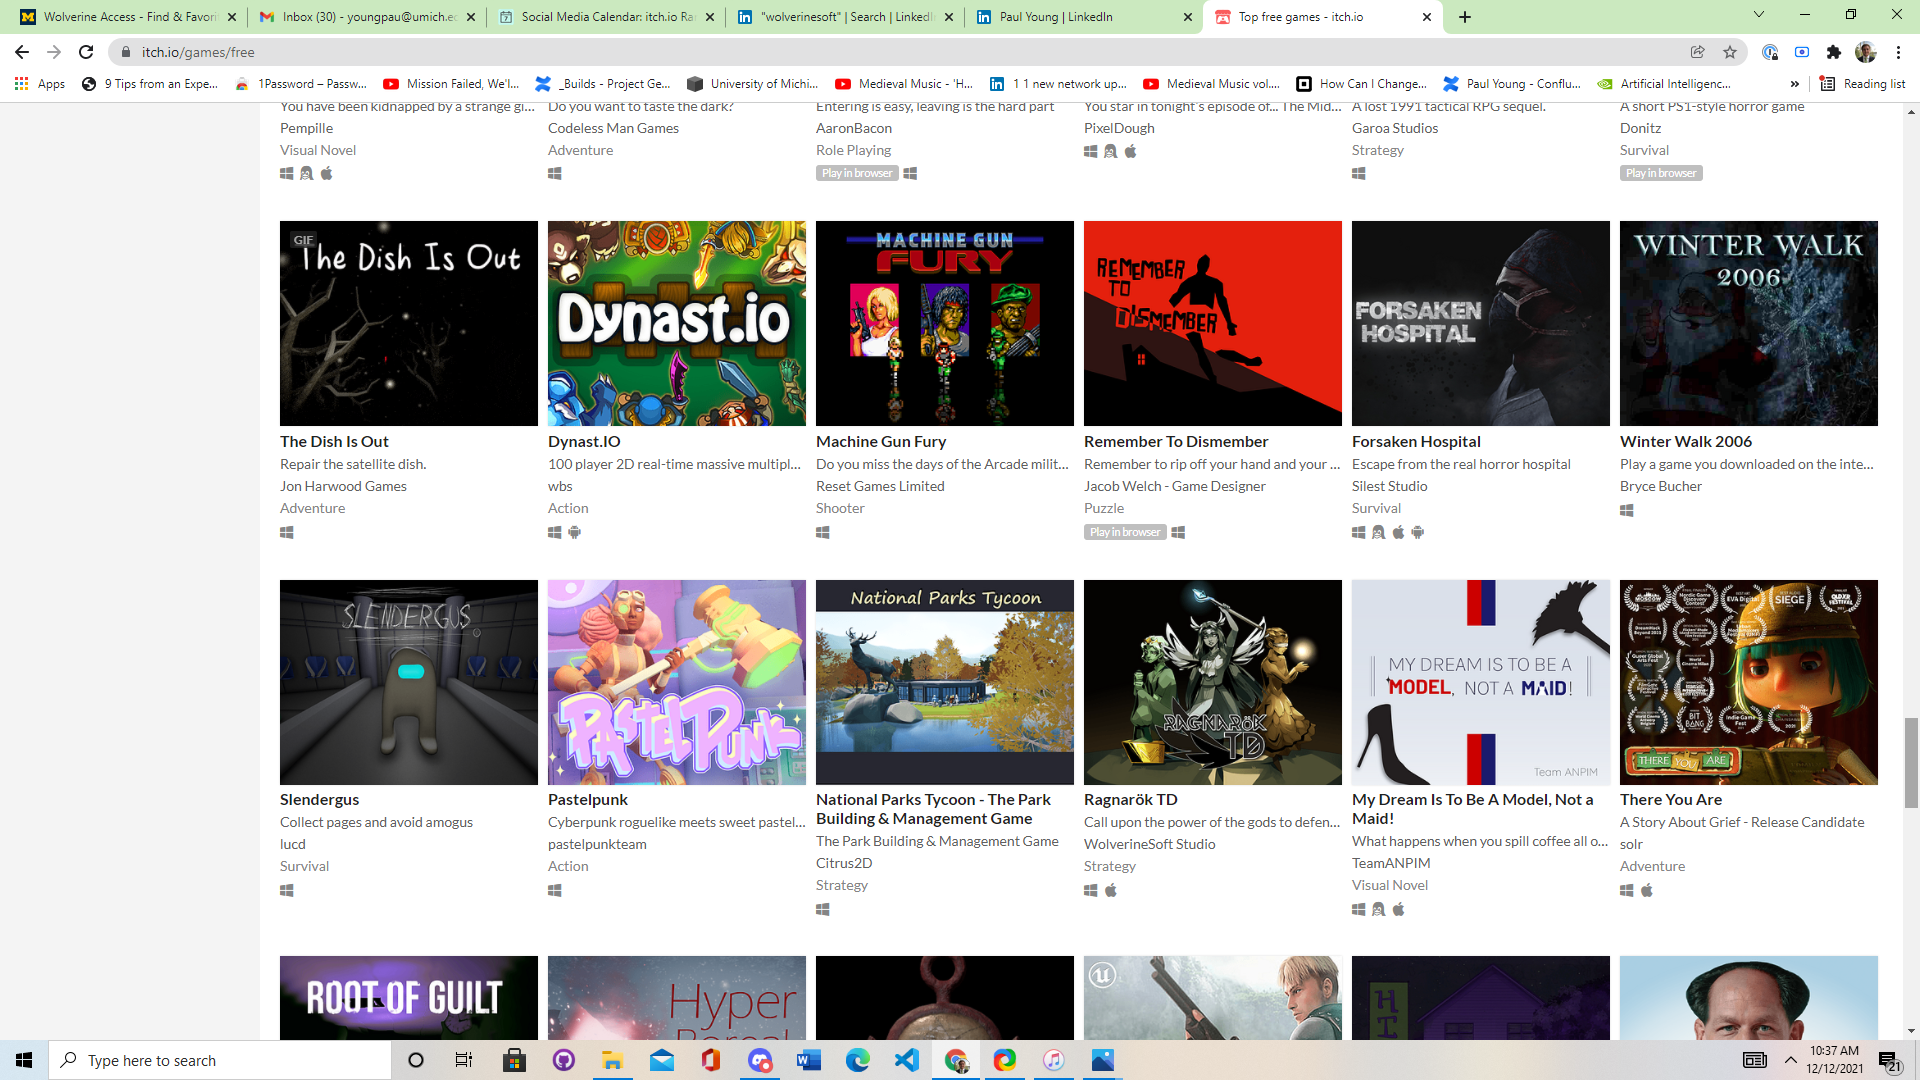 Wolverine Access - Find & Favori
Inbox (30) - youngpau@umich.ec
Social Media Calendar: itch.io Ra
"wolverinesoft" | Search | LinkedIn
Paul Young | LinkedIn
Top free games - itch.io
itch.io/games/free
Apps
9 Tips from an Expe...
1Password – Passw...
Mission Failed, We'l...
_Builds - Project Ge...
University of Michi...
Medieval Music - 'H...
1 1 new network up...
Medieval Music vol....
How Can I Change...
Paul Young - Conflu...
Artificial Intelligenc...
»
Reading list
You have been kidnapped by a strange gi...
Pempille
Visual Novel
Do you want to taste the dark?
Codeless Man Games
Adventure
Entering is easy, leaving is the hard part
AaronBacon
Role Playing
Play in browser
You star in tonight's episode of... The Mid...
PixelDough
A lost 1991 tactical RPG sequel.
Garoa Studios
Strategy
A short PS1-style horror game
Donitz
Survival
Play in browser
GIF
The Dish Is Out
The Dish Is Out
Repair the satellite dish.
Jon Harwood Games
Adventure
Dynast.io
Dynast.IO
100 player 2D real-time massive multipl...
wbs
Action
MACHINE GUN
FURY
Machine Gun Fury
Do you miss the days of the Arcade milit...
Reset Games Limited
Shooter
REMEMBER
TO
DISMEMBER
Remember To Dismember
Remember to rip off your hand and your ...
Jacob Welch - Game Designer
Puzzle
Play in browser
FORSAKEN
HOSPITAL
Forsaken Hospital
Escape from the real horror hospital
Silest Studio
Survival
WINTER WALK
2006
Winter Walk 2006
Play a game you downloaded on the inte...
Bryce Bucher
SLENDERGUS
Slendergus
Collect pages and avoid amogus
lucd
Survival
PASTELPUNK
Pastelpunk
Cyberpunk roguelike meets sweet pastel...
pastelpunkteam
Action
National Parks Tycoon
National Parks Tycoon - The Park
Building & Management Game
The Park Building & Management Game
Citrus2D
Strategy
RAGNARÖK
TD
Ragnarök TD
Call upon the power of the gods to defen...
WolverineSoft Studio
Strategy
MY DREAM IS TO BE A
MODEL, NOT A MAID!
Team ANPIM
My Dream Is To Be A Model, Not a
Maid!
What happens when you spill coffee all o...
TeamANPIM
Visual Novel
SIEGE
BIT
BANG
THERE YOU ARE
There You Are
A Story About Grief - Release Candidate
solr
Adventure
ROOT OF GUILT
Hyper
HI
Type here to search
10:37 AM
12/12/2021
21